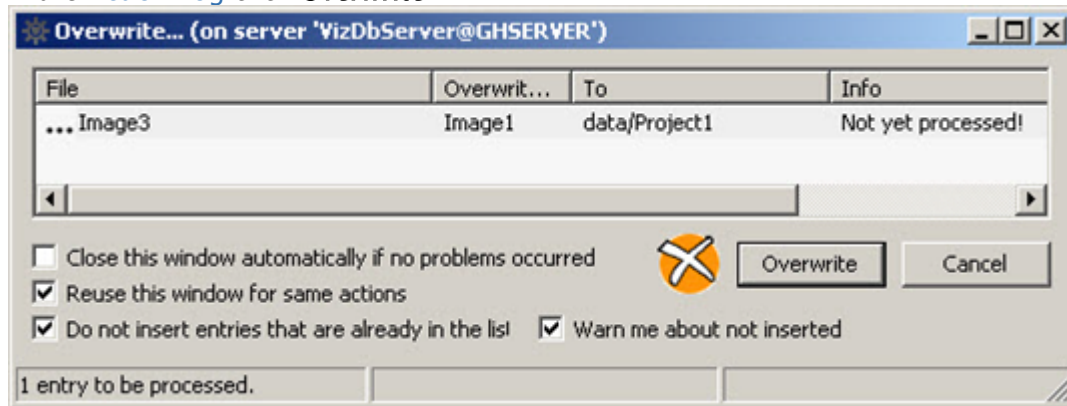 Overwrite... (on server 'VizDbServer@GHSERVER')
File Overwrit... To Info
... Image3 Image1 data/Project1 Not yet processed!
Close this window automatically if no problems occurred
Overwrite Cancel
Reuse this window for same actions
Do not insert entries that are already in the list Warn me about not inserted
1 entry to be processed.